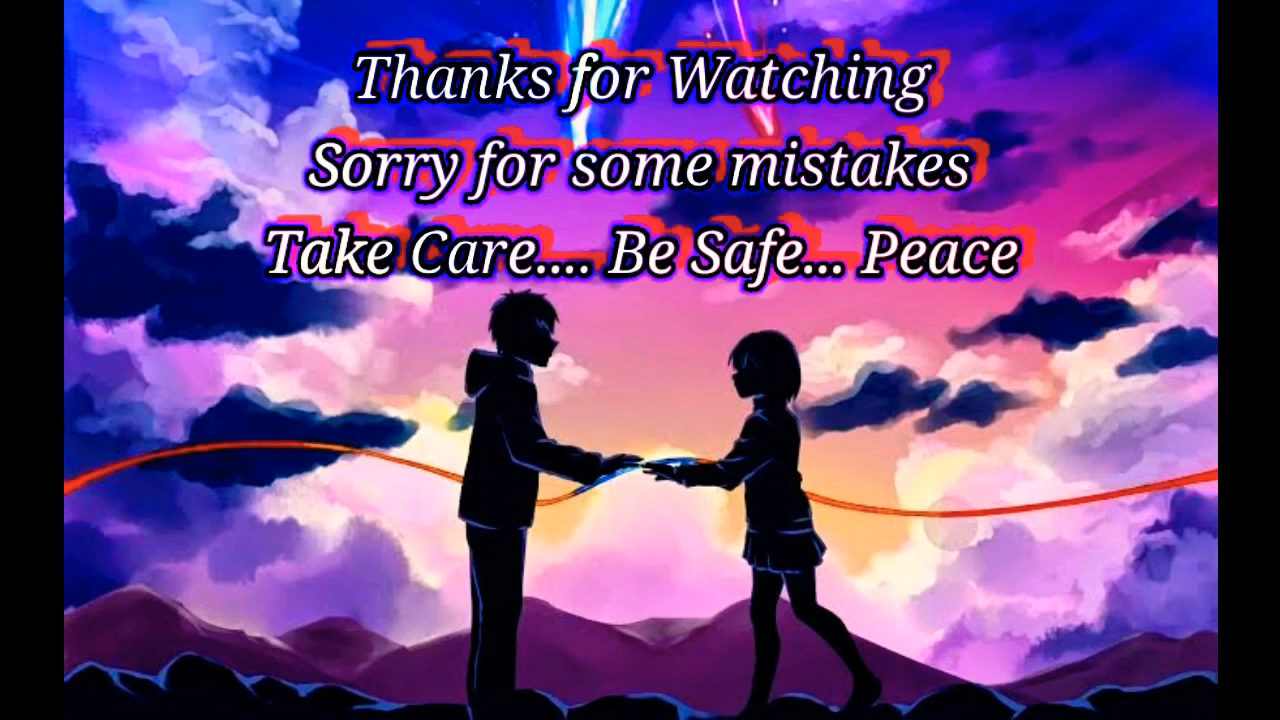 Thanks for Watching
Sorry for some mistakes
Take Care.... Be Safe... Peace